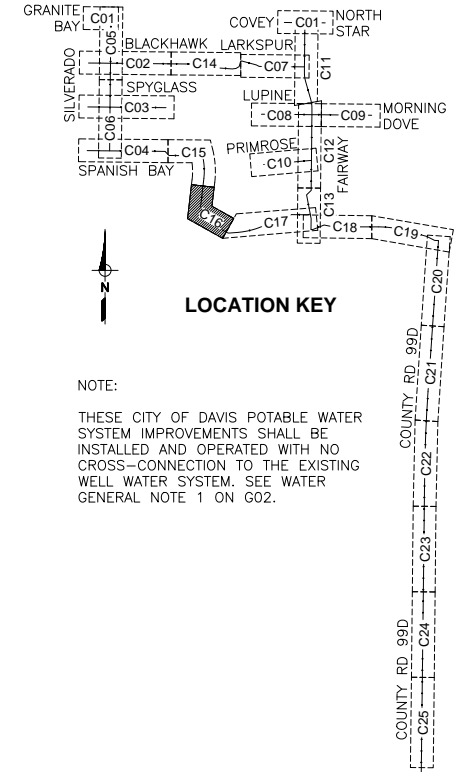 GRANITE BAY
C01
COVEY
C01
NORTH STAR
C05
BLACKHAWK
LARKSPUR
C02
C14
C07
C11
SILVERADO
SPYGLASS
C03
LUPINE
C08
C09
MORNING DOVE
C06
C04
C15
SPANISH BAY
PRIMROSE
C10
C12
FAIRWAY
C13
C16
C17
C18
C19
C20
N
LOCATION KEY
COUNTY RD 99D
C21
NOTE:
THESE CITY OF DAVIS POTABLE WATER
SYSTEM IMPROVEMENTS SHALL BE
INSTALLED AND OPERATED WITH NO
CROSS-CONNECTION TO THE EXISTING
WELL WATER SYSTEM. SEE WATER
GENERAL NOTE 1 ON G02.
C22
C23
C24
COUNTY RD 99D
C25